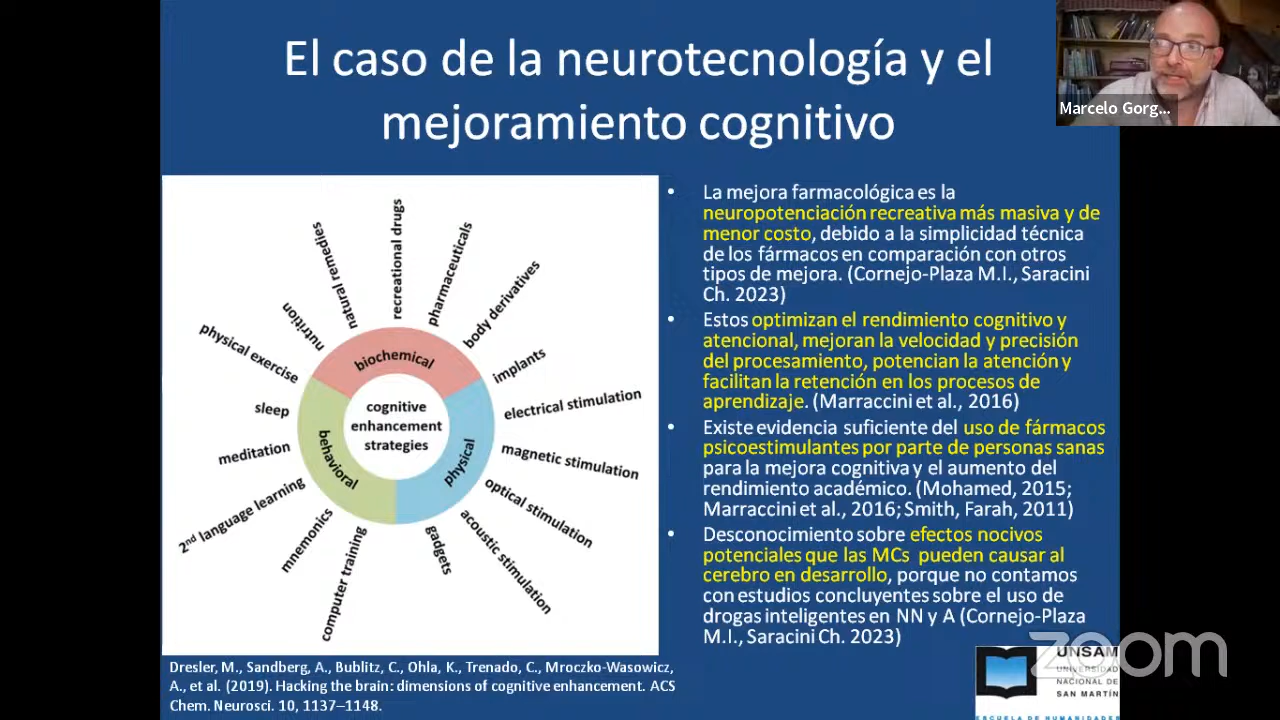 El caso de la neurotecnología y el
mejoramiento cognitivo
Marcelo Gorg...
natural remedies
recreational drugs
pharmaceuticals
body derivatives
nutrition
physical exercise
implants
biochemical
sleep
cognitive
enhancement
strategies
electrical stimulation
meditation
behavioral
physical
magnetic stimulation
2nd language learning
optical stimulation
mnemonics
acoustic stimulation
computer training
gadgets
• La mejora farmacológica es la
neuropotenciación recreativa más masiva y de
menor costo, debido a la simplicidad técnica
de los fármacos en comparación con otros
tipos de mejora. (Cornejo-Plaza M.I., Saracini
Ch. 2023)
• Estos optimizan el rendimiento cognitivo y
atencional, mejoran la velocidad y precisión
del procesamiento, potencian la atención y
facilitan la retención en los procesos de
aprendizaje. (Marraccini et al., 2016)
• Existe evidencia suficiente del uso de fármacos
psicoestimulantes por parte de personas sanas
para la mejora cognitiva y el aumento del
rendimiento académico. (Mohamed, 2015;
Marraccini et al., 2016; Smith, Farah, 2011)
• Desconocimiento sobre efectos nocivos
potenciales que las MCs pueden causar al
cerebro en desarrollo, porque no contamos
con estudios concluyentes sobre el uso de
drogas inteligentes en NN y A (Cornejo-Plaza
M.I., Saracini Ch. 2023)
Dresler, M., Sandberg, A., Bublitz, C., Ohla, K., Trenado, C., Mroczko-Wasowicz,
A., et al. (2019). Hacking the brain: dimensions of cognitive enhancement. ACS
Chem. Neurosci. 10, 1137–1148.
zoom
UNSAM
UNIVERSIDAD
NACIONAL DE
SAN MARTÍN
ESCUELA DE HUMANIDADES